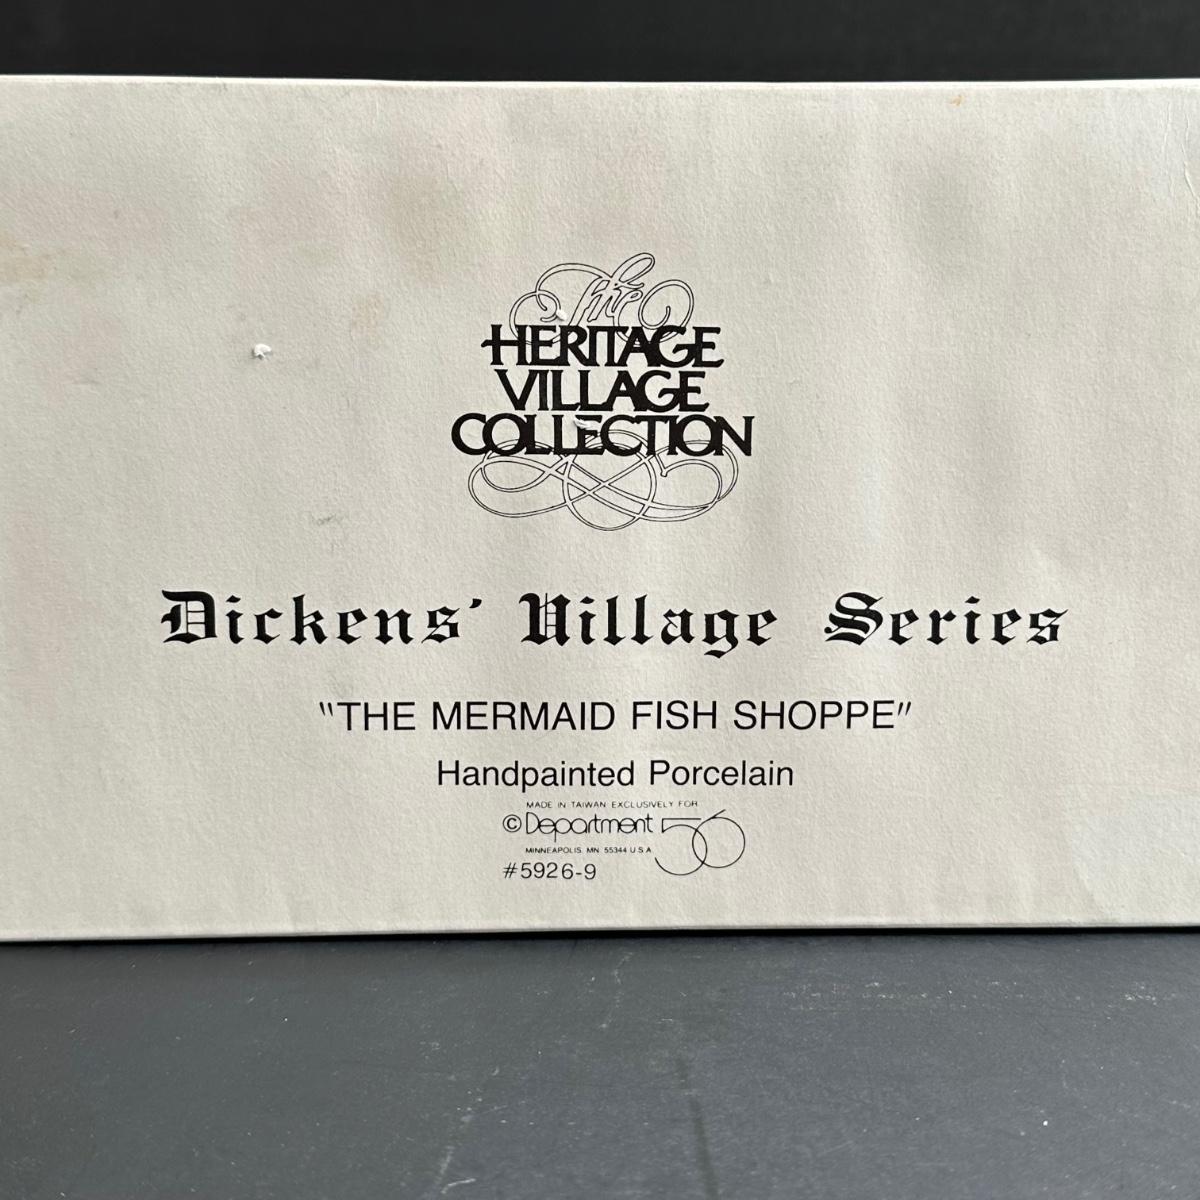 The
HERITAGE
VILLAGE
COLLECTION
Dickens' Village Series
"THE MERMAID FISH SHOPPE"
Handpainted Porcelain
MADE IN TAIWAN EXCLUSIVELY FOR
©Department 56
MINNEAPOLIS. MN 55344 U S A
#5926-9